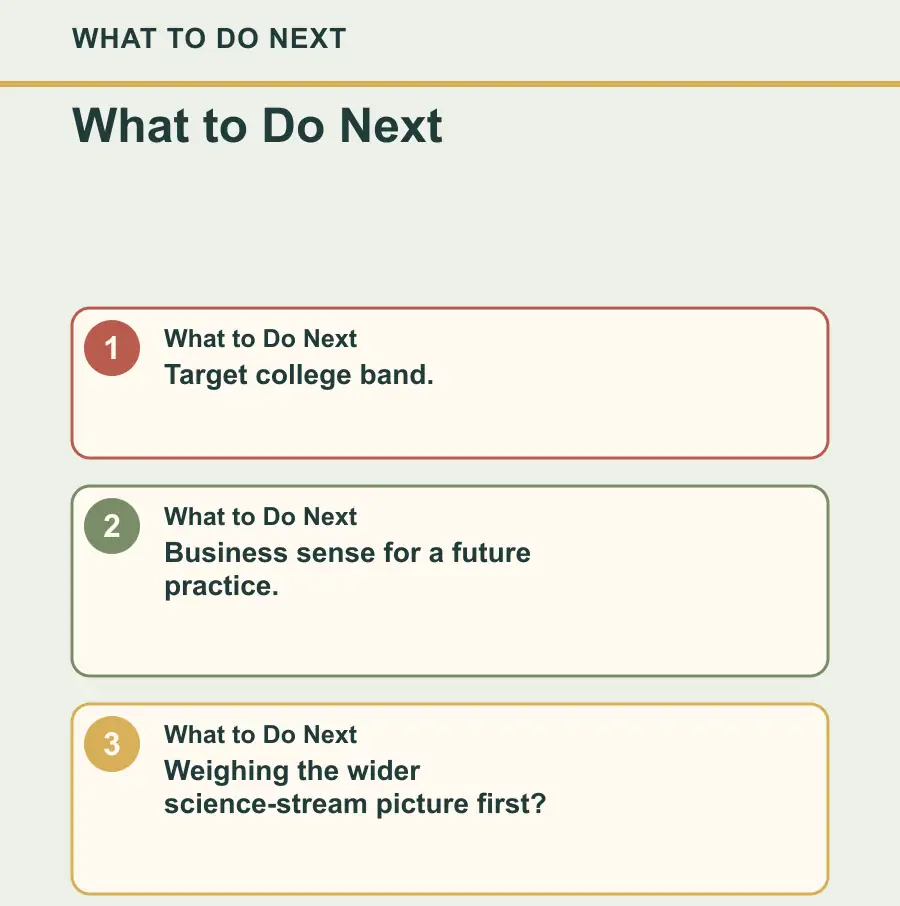 WHAT TO DO NEXT
What to Do Next
1
What to Do Next
Target college band.
2
What to Do Next
Business sense for a future
practice.
3
What to Do Next
Weighing the wider
science-stream picture first?